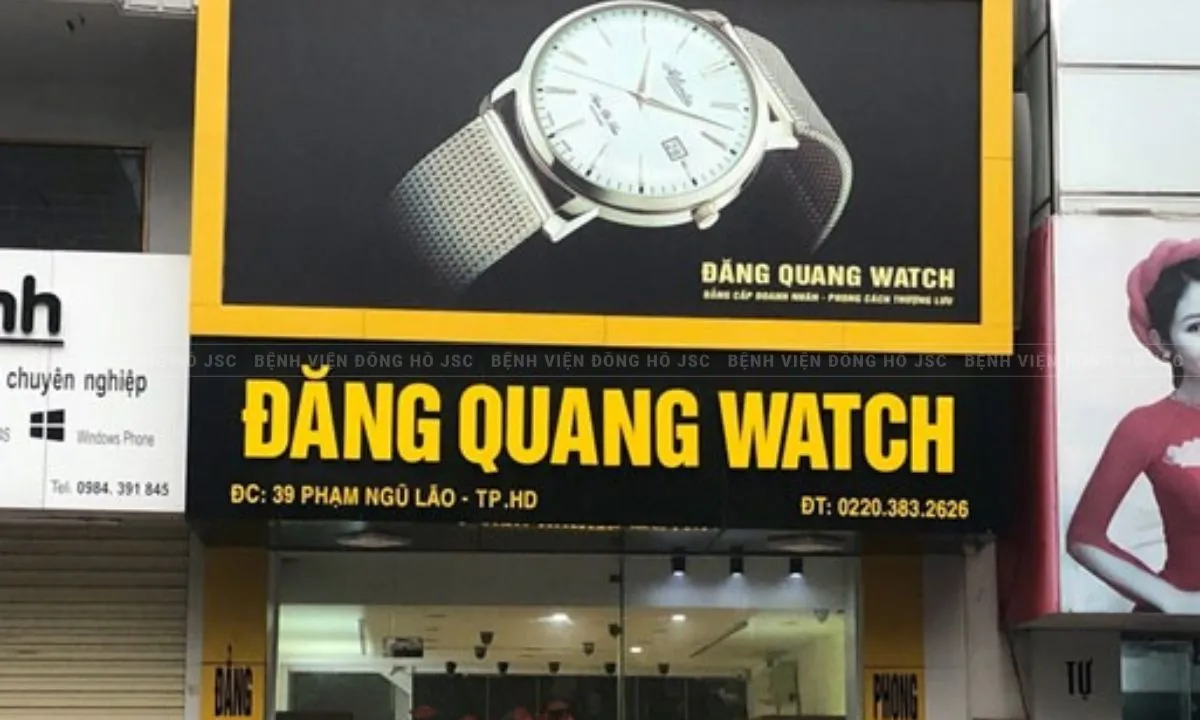 ĐĂNG QUANG WATCH
ĐẲNG CẤP DOANH NHÂN - PHONG CÁCH THƯỢNG LƯU
BỆNH VIỆN ĐỒNG HỒ JSC BỆNH VIỆN ĐỒNG HỒ JSC BỆNH VIỆN ĐỒNG HỒ JSC
ĐĂNG QUANG WATCH
ĐC: 39 PHẠM NGŨ LÃO - TP.HD
ĐT: 0220.383.2626
nh
chuyên nghiệp
Windows Phone
Tel. 0984. 391 845
ĐẲNG
PHONG
TỰ